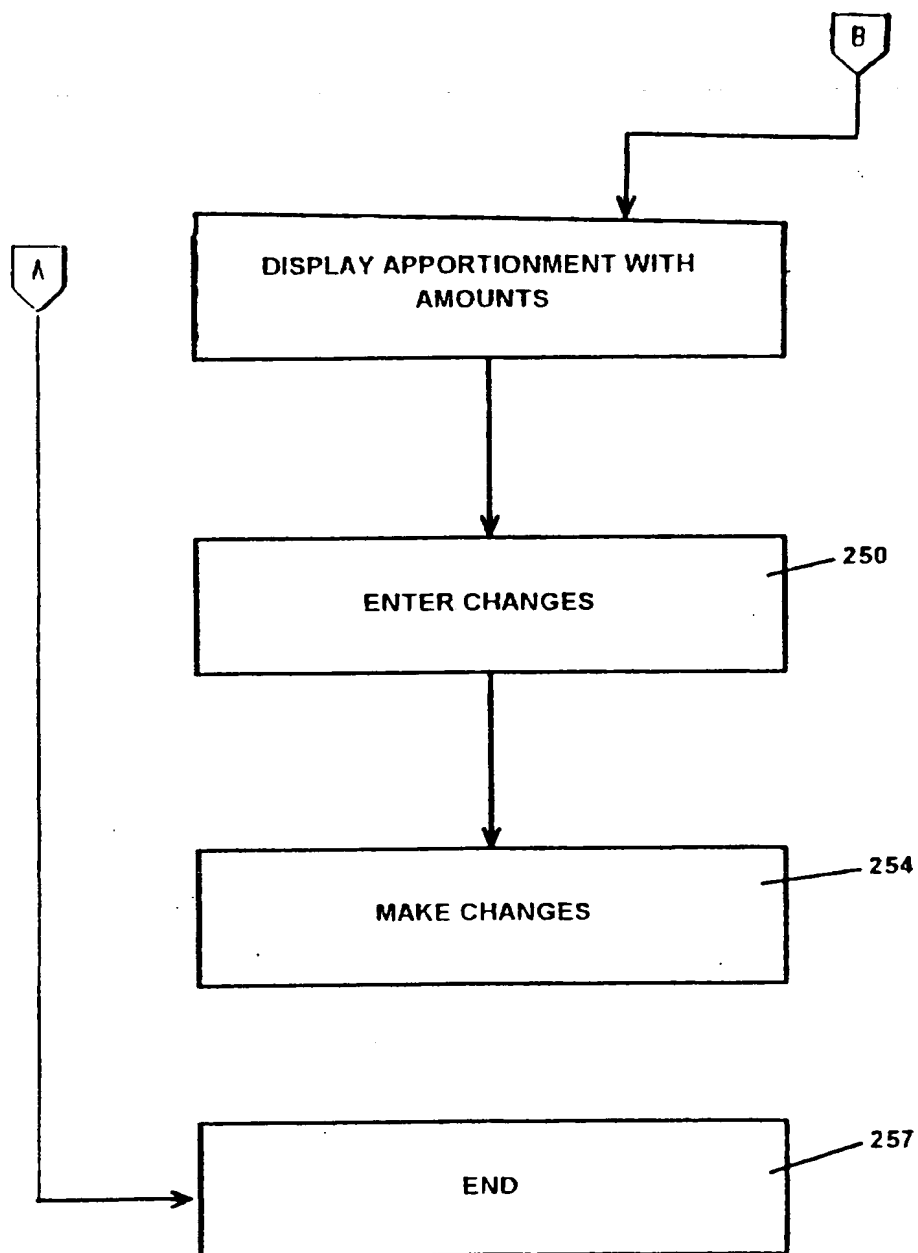 B
A
DISPLAY APPORTIONMENT WITH
AMOUNTS
250
ENTER CHANGES
254
MAKE CHANGES
257
END